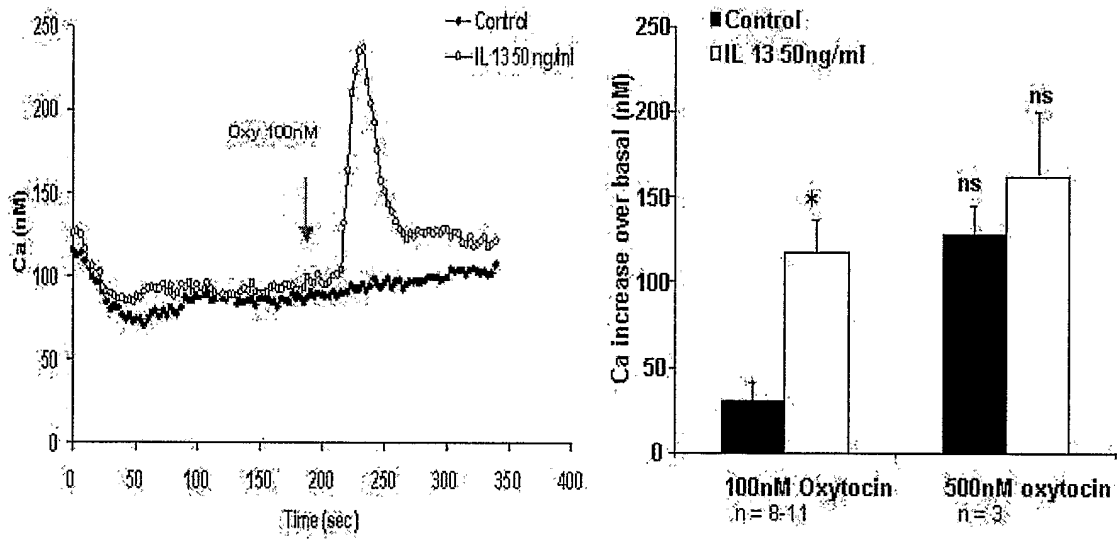 Control
IL 13 50 ng/ml
Oxy 100nM
Ca (nM)
250
200
150
100
50
0
0 50 100 150 200 250 300 350 400
Time (sec)
Control
IL 13 50ng/ml
Ca increase over basal (nM)
250
200
150
100
50
0
*
ns
ns
100nM Oxytocin
n = 8-11
500nM oxytocin
n = 3